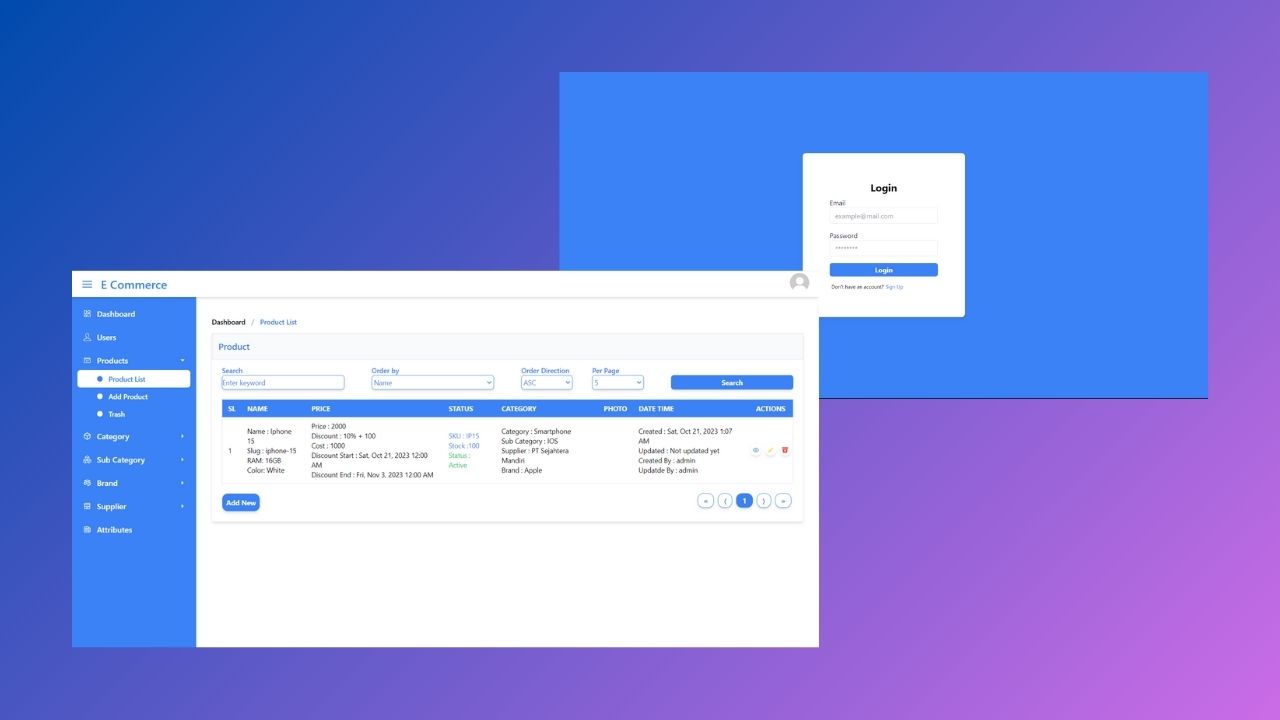 Login
Email
example@mail.com
Password
********
Login
Don't have an account? Sign Up
E Commerce
Dashboard
Users
Products
Product List
Add Product
Trash
Category
Sub Category
Brand
Supplier
Attributes
Dashboard / Product List
Product
Search
Order by
Order Direction
Per Page
Enter keyword
Name
ASC
5
Search
SL NAME PRICE STATUS CATEGORY PHOTO DATE TIME ACTIONS
1
Name : Iphone
15
Slug : iphone-15
RAM: 16GB
Color: White
Price : 2000
Discount : 10% + 100
Cost : 1000
Discount Start : Sat, Oct 21, 2023 12:00
AM
Discount End : Fri, Nov 3, 2023 12:00 AM
SKU : IP15
Stock :100
Status :
Active
Category : Smartphone
Sub Category : IOS
Supplier : PT Sejahtera
Mandiri
Brand : Apple
Created : Sat, Oct 21, 2023 1:07
AM
Updated : Not updated yet
Created By : admin
Updatde By : admin
Add New
« ⟨ 1 ⟩ »